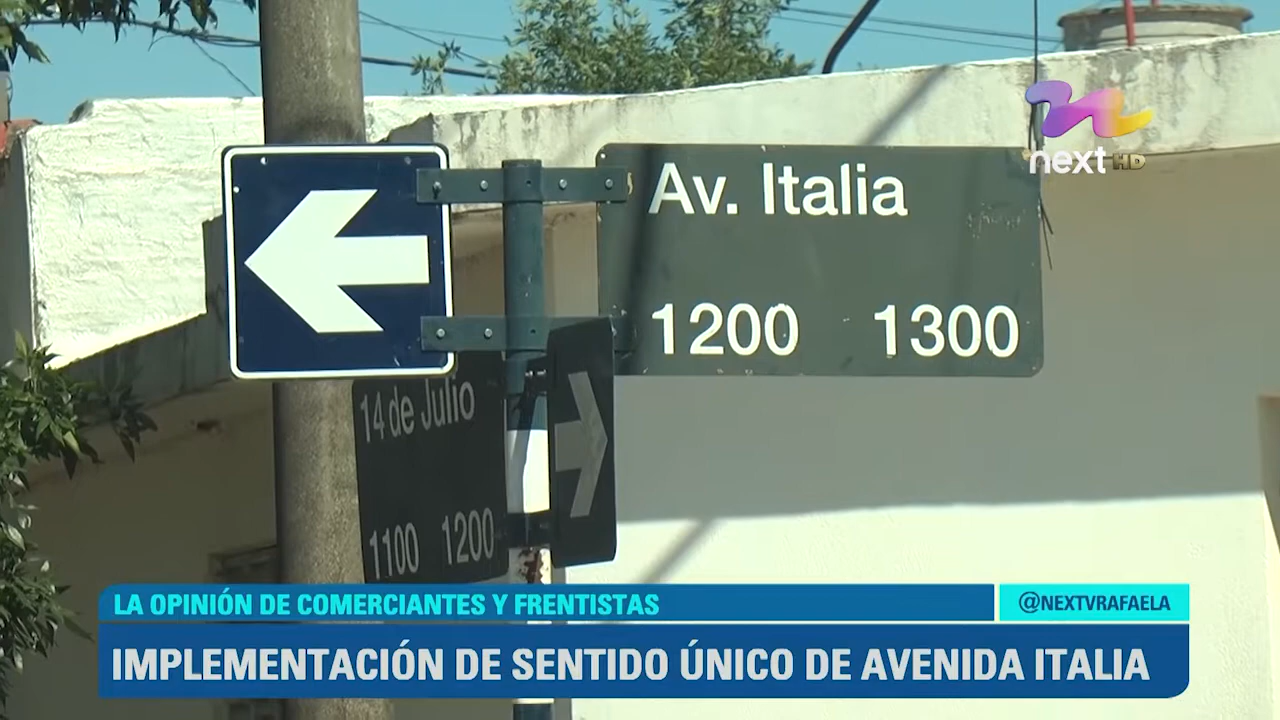 next HD
Av. Italia
1200 1300
14 de Julio
1100 1200
LA OPINIÓN DE COMERCIANTES Y FRENTISTAS
@NEXTVRAFAELA
IMPLEMENTACIÓN DE SENTIDO ÚNICO DE AVENIDA ITALIA